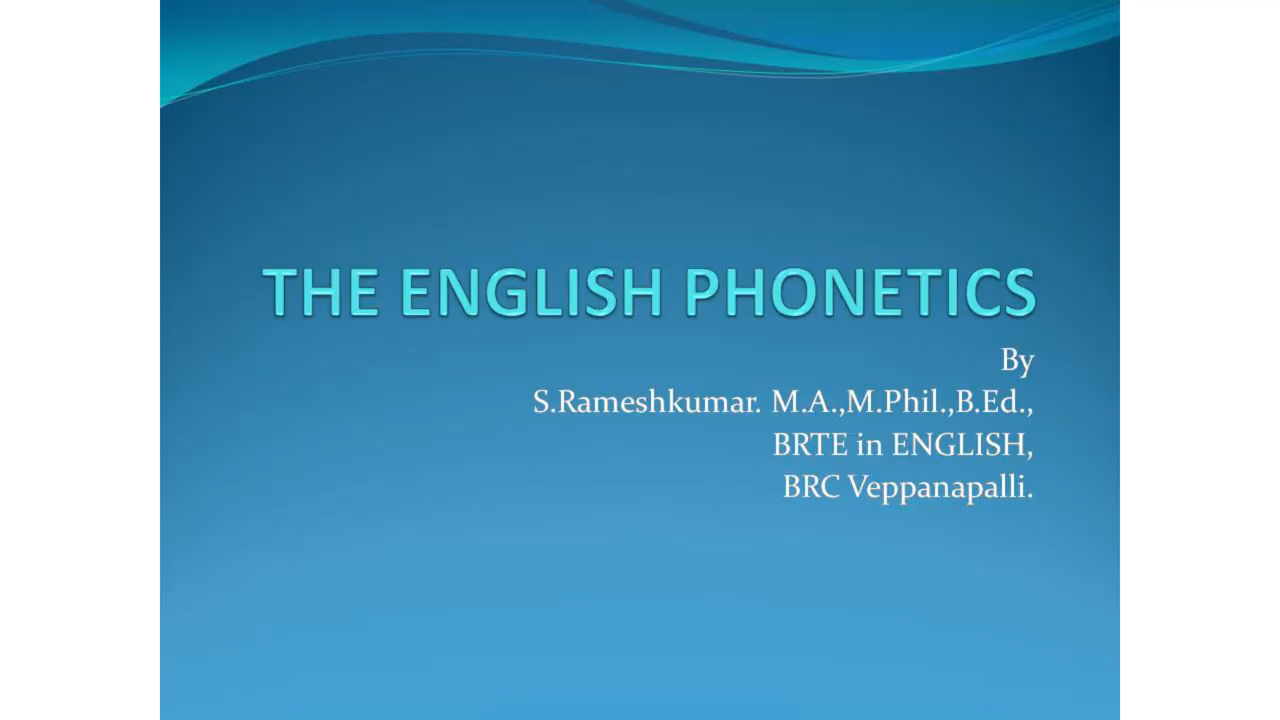 THE ENGLISH PHONETICS
By
S.Rameshkumar. M.A.,M.Phil.,B.Ed.,
BRTE in ENGLISH,
BRC Veppanapalli.